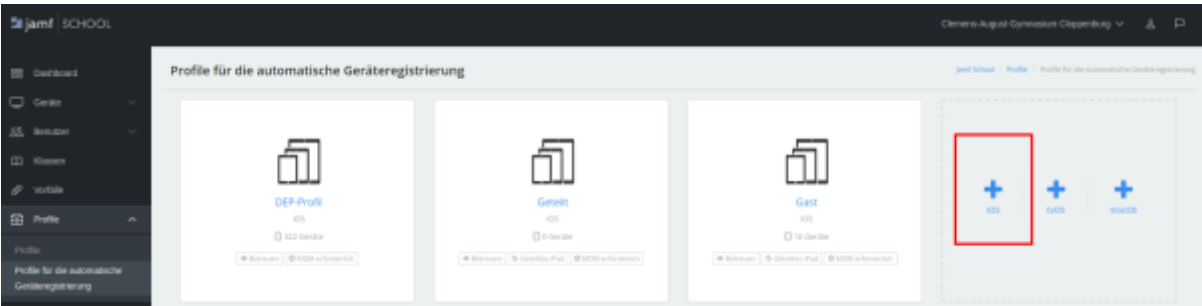 jamf SCHOOL
Clemens-August-Gymnasium Cloppenburg
Dashboard
Geräte
Benutzer
Klassen
Vorfälle
Profile
Profile
Profile für die automatische
Geräteregistrierung
Profile für die automatische Geräteregistrierung
Jamf School / Profile / Profile für die automatische Geräteregistrierung
DEP-Profil
iOS
322 Geräte
Betreuen MDM erforderlich
Geteilt
iOS
0 Geräte
Betreuen Geteiltes iPad MDM erforderlich
Gast
iOS
16 Geräte
Betreuen Geteiltes iPad MDM erforderlich
iOS
tvOS
macOS